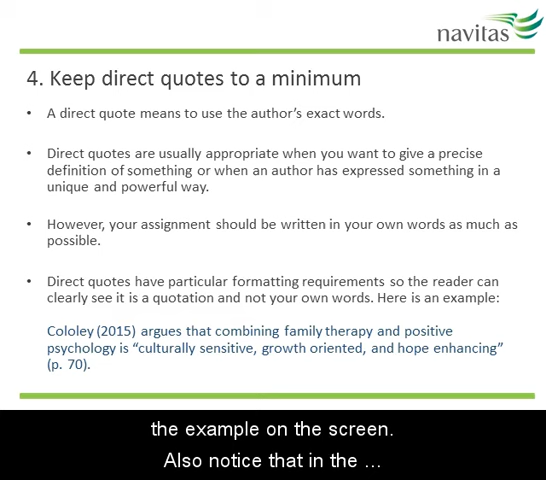 navitas
4. Keep direct quotes to a minimum
• A direct quote means to use the author's exact words.
• Direct quotes are usually appropriate when you want to give a precise
definition of something or when an author has expressed something in a
unique and powerful way.
• However, your assignment should be written in your own words as much as
possible.
• Direct quotes have particular formatting requirements so the reader can
clearly see it is a quotation and not your own words. Here is an example:
Cololey (2015) argues that combining family therapy and positive
psychology is “culturally sensitive, growth oriented, and hope enhancing”
(p. 70).
the example on the screen.
Also notice that in the ...